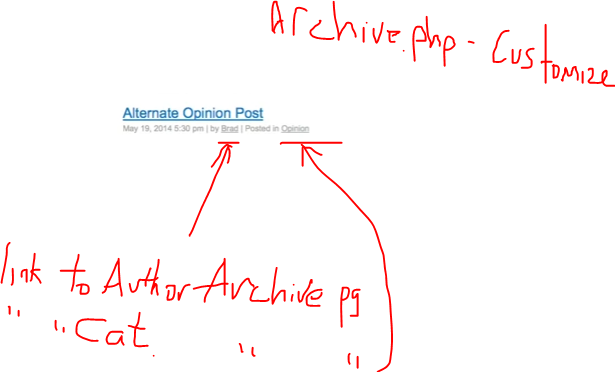 Archive.php - Customize
Alternate Opinion Post
May 19, 2014 5:30 pm | by Brad | Posted in Opinion
link to Author Archive pg
" " Cat. " "